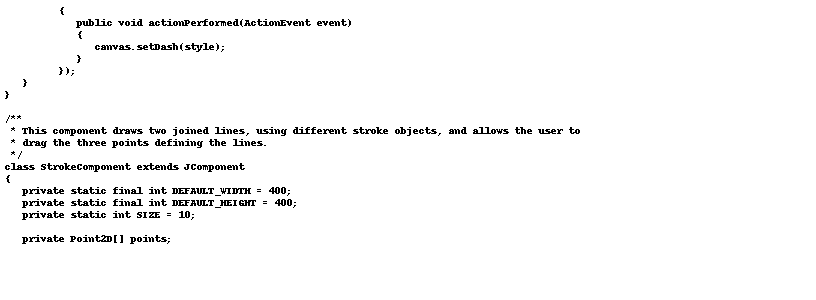 {
            public void actionPerformed(ActionEvent event)
            {
               canvas.setDash(style);
            }
         });
   }
}

/**
 * This component draws two joined lines, using different stroke objects, and allows the user to
 * drag the three points defining the lines.
 */
class StrokeComponent extends JComponent
{
   private static final int DEFAULT_WIDTH = 400;
   private static final int DEFAULT_HEIGHT = 400;
   private static int SIZE = 10;

   private Point2D[] points;